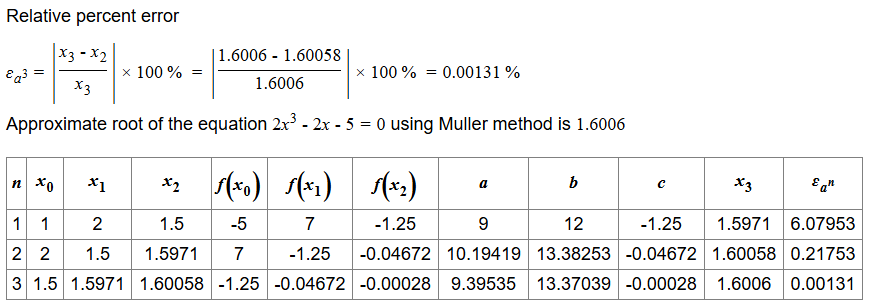 Relative percent error
εa³ = |x₃ - x₂ / x₃| × 100 % = |1.6006 - 1.60058 / 1.6006| × 100 % = 0.00131 %
Approximate root of the equation 2x³ - 2x - 5 = 0 using Muller method is 1.6006
n x₀ x₁ x₂ f(x₀) f(x₁) f(x₂) a b c x₃ εaⁿ
1 1 2 1.5 -5 7 -1.25 9 12 -1.25 1.5971 6.07953
2 2 1.5 1.5971 7 -1.25 -0.04672 10.19419 13.38253 -0.04672 1.60058 0.21753
3 1.5 1.5971 1.60058 -1.25 -0.04672 -0.00028 9.39535 13.37039 -0.00028 1.6006 0.00131